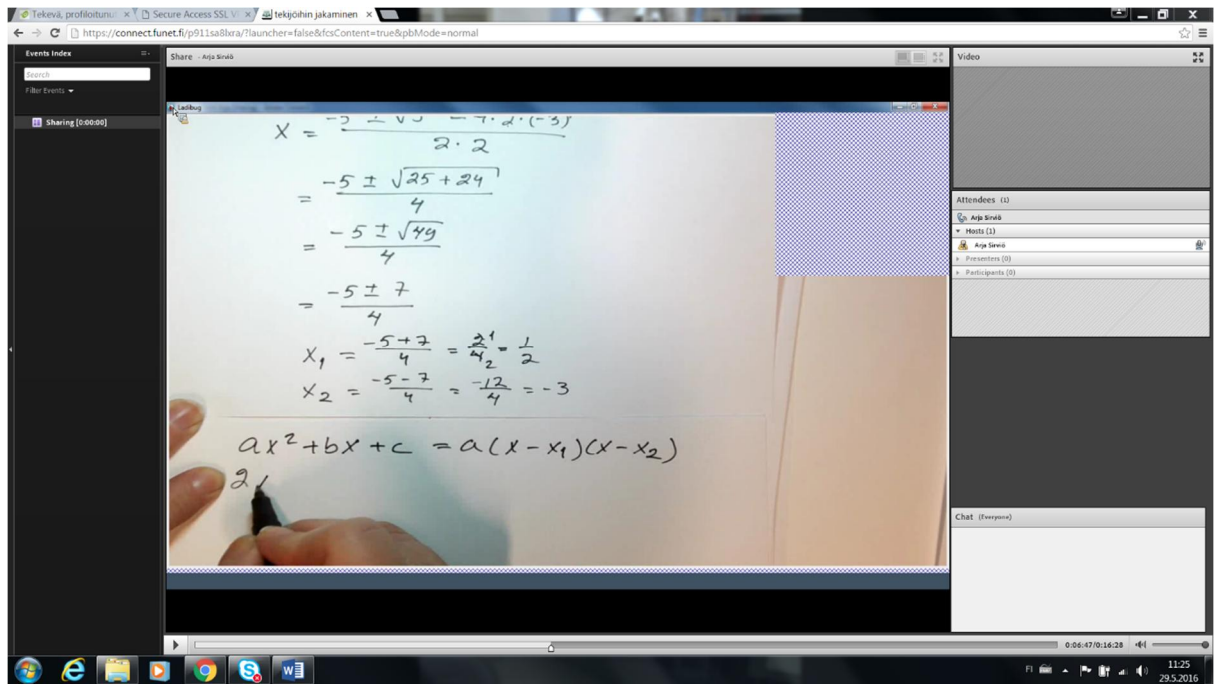 Tekevä, profiloitunu
Secure Access SSL V
tekijöihin jakaminen
https://connect.funet.fi/p911sa8lxra/?launcher=false&fcsContent=true&pbMode=normal
Events Index
Search
Filter Events
Sharing [0:00:00]
Share - Arja Sirviö
Ladibug
x =
2 · 2
= -5 ± √25 + 24 / 4
= -5 ± √49 / 4
= -5 ± 7 / 4
x₁ = -5+7 / 4 = 2¹ / 4₂ = 1 / 2
x₂ = -5-7 / 4 = -12 / 4 = -3
ax² + bx + c = a(x - x₁)(x - x₂)
2
Video
Attendees (1)
Arja Sirviö
Hosts (1)
Arja Sirviö
Presenters (0)
Participants (0)
Chat (Everyone)
0:06:47/0:16:28
FI
11:25
29.5.2016